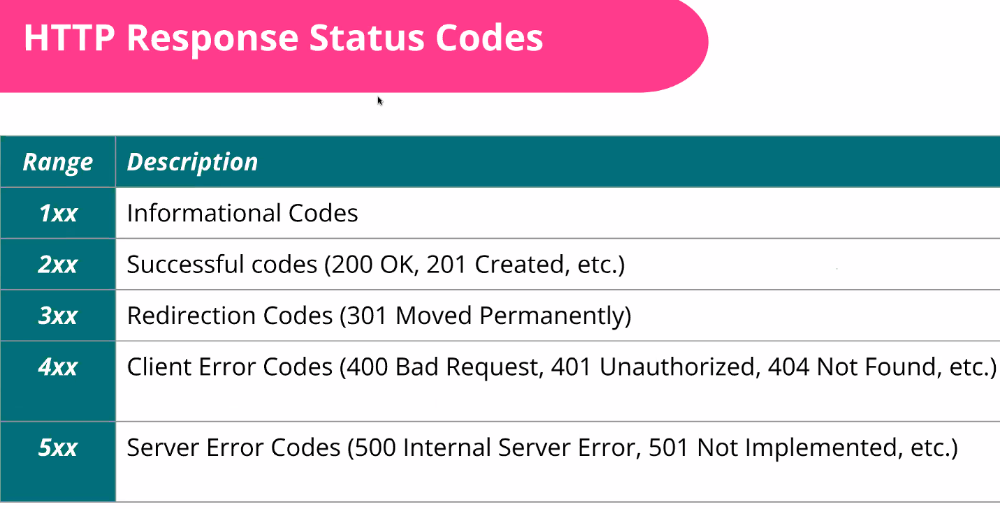 HTTP Response Status Codes
Range Description
1xx Informational Codes
2xx Successful codes (200 OK, 201 Created, etc.)
3xx Redirection Codes (301 Moved Permanently)
4xx Client Error Codes (400 Bad Request, 401 Unauthorized, 404 Not Found, etc.)
5xx Server Error Codes (500 Internal Server Error, 501 Not Implemented, etc.)